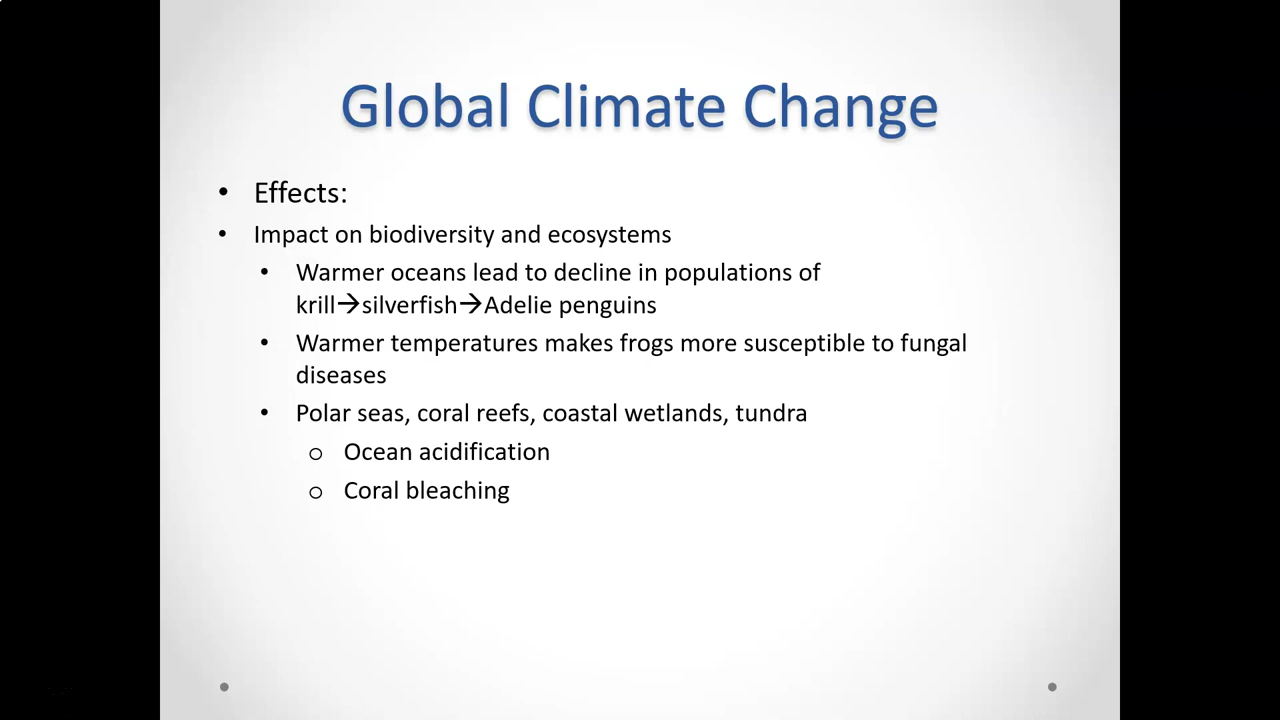 Global Climate Change
• Effects:
• Impact on biodiversity and ecosystems
• Warmer oceans lead to decline in populations of
krill→silverfish→Adelie penguins
• Warmer temperatures makes frogs more susceptible to fungal
diseases
• Polar seas, coral reefs, coastal wetlands, tundra
o Ocean acidification
o Coral bleaching